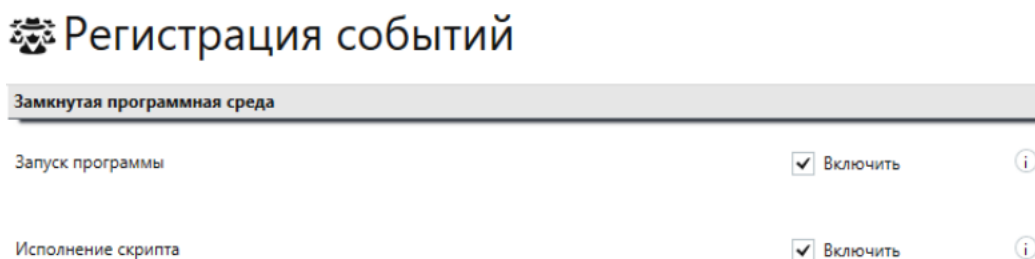 Регистрация событий
Замкнутая программная среда
Запуск программы
Включить
Исполнение скрипта
Включить